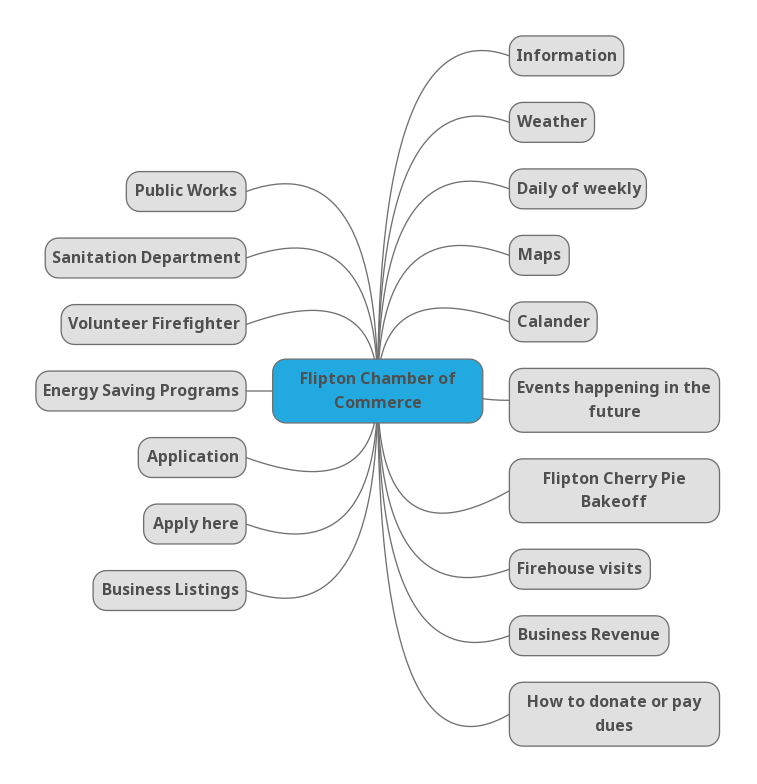 Information
Weather
Daily of weekly
Maps
Calander
Events happening in the
future
Flipton Cherry Pie
Bakeoff
Firehouse visits
Business Revenue
How to donate or pay
dues
Flipton Chamber of
Commerce
Public Works
Sanitation Department
Volunteer Firefighter
Energy Saving Programs
Application
Apply here
Business Listings